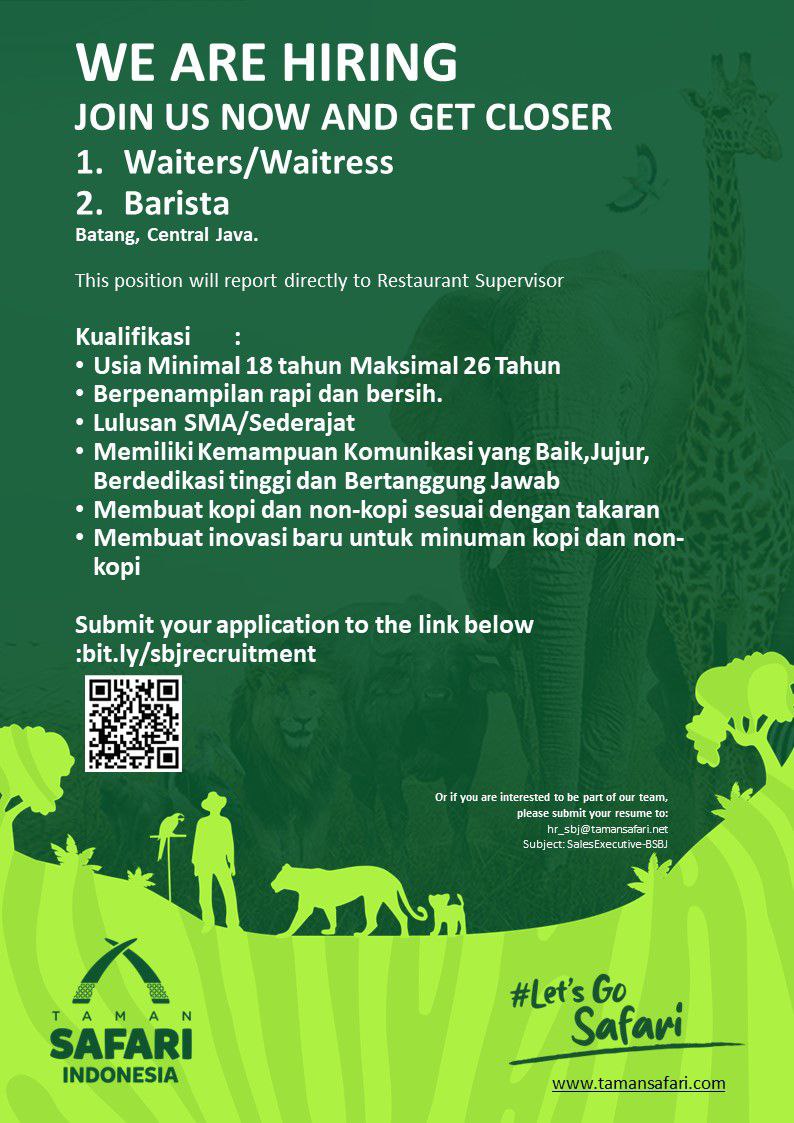 WE ARE HIRING
JOIN US NOW AND GET CLOSER
1. Waiters/Waitress
2. Barista
Batang, Central Java.
This position will report directly to Restaurant Supervisor
Kualifikasi :
• Usia Minimal 18 tahun Maksimal 26 Tahun
• Berpenampilan rapi dan bersih.
• Lulusan SMA/Sederajat
• Memiliki Kemampuan Komunikasi yang Baik,Jujur,
Berdedikasi tinggi dan Bertanggung Jawab
• Membuat kopi dan non-kopi sesuai dengan takaran
• Membuat inovasi baru untuk minuman kopi dan non-
kopi
Submit your application to the link below
:bit.ly/sbjrecruitment
Or if you are interested to be part of our team,
please submit your resume to:
hr_sbj@tamansafari.net
Subject: SalesExecutive-BSBJ
TAMAN
SAFARI
INDONESIA
#Let's Go
Safari
www.tamansafari.com